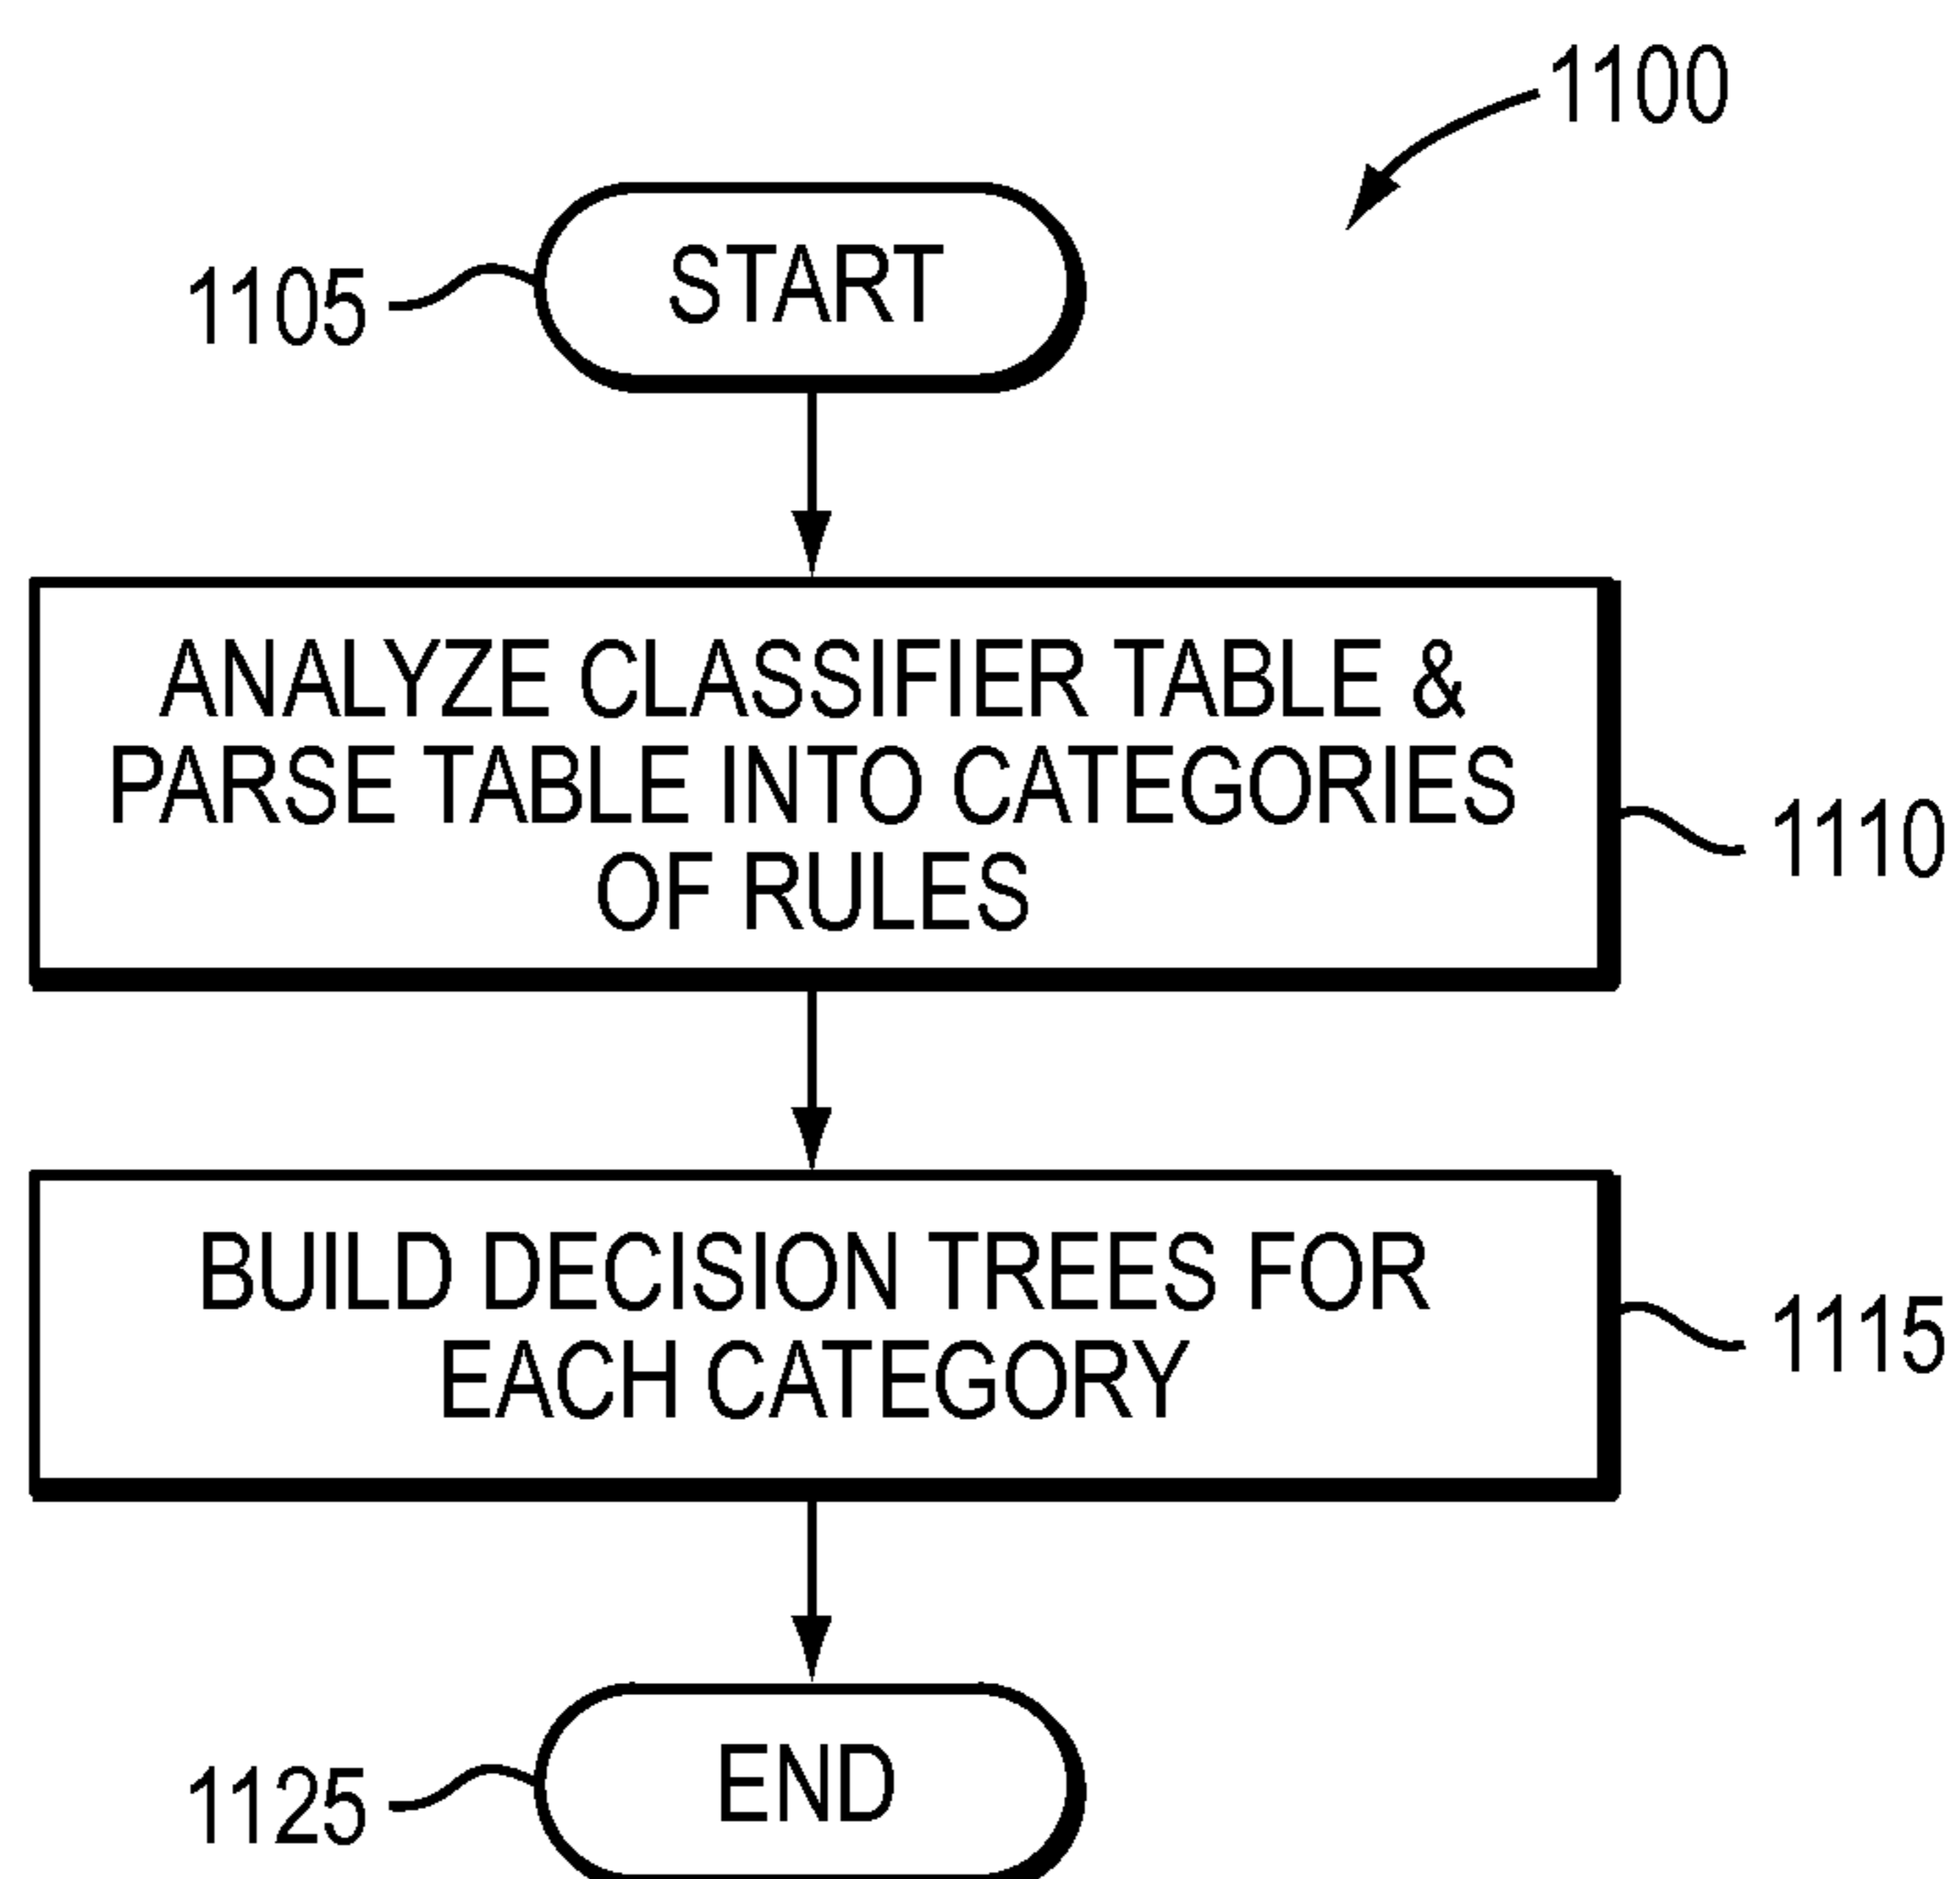 1100
START
1105
ANALYZE CLASSIFIER TABLE &
PARSE TABLE INTO CATEGORIES
OF RULES
1110
BUILD DECISION TREES FOR
EACH CATEGORY
1115
END
1125